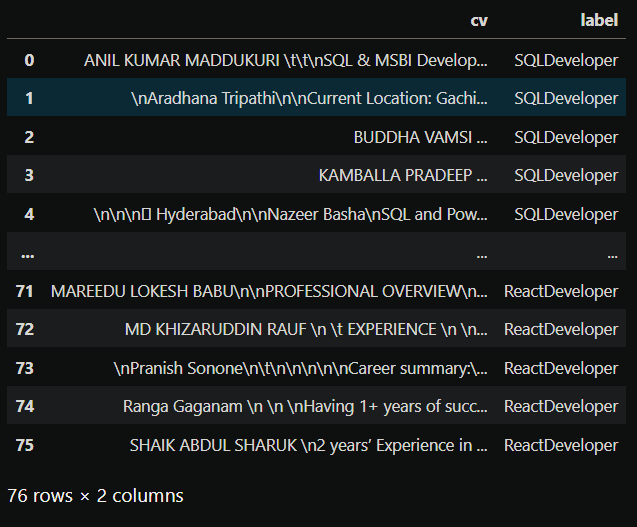 cv label
0 ANIL KUMAR MADDUKURI \t\t\nSQL & MSBI Develop... SQLDeveloper
1 \nAradhana Tripathi\n\nCurrent Location: Gachi... SQLDeveloper
2 BUDDHA VAMSI ... SQLDeveloper
3 KAMBALLA PRADEEP ... SQLDeveloper
4 \n\n\n▯ Hyderabad\n\nNazeer Basha\nSQL and Pow... SQLDeveloper
... ... ...
71 MAREEDU LOKESH BABU\n\nPROFESSIONAL OVERVIEW\n... ReactDeveloper
72 MD KHIZARUDDIN RAUF \n \t EXPERIENCE \n \n... ReactDeveloper
73 \nPranish Sonone\n\t\n\n\n\n\nCareer summary:\... ReactDeveloper
74 Ranga Gaganam \n \n \nHaving 1+ years of succ... ReactDeveloper
75 SHAIK ABDUL SHARUK \n2 years’ Experience in ... ReactDeveloper
76 rows × 2 columns